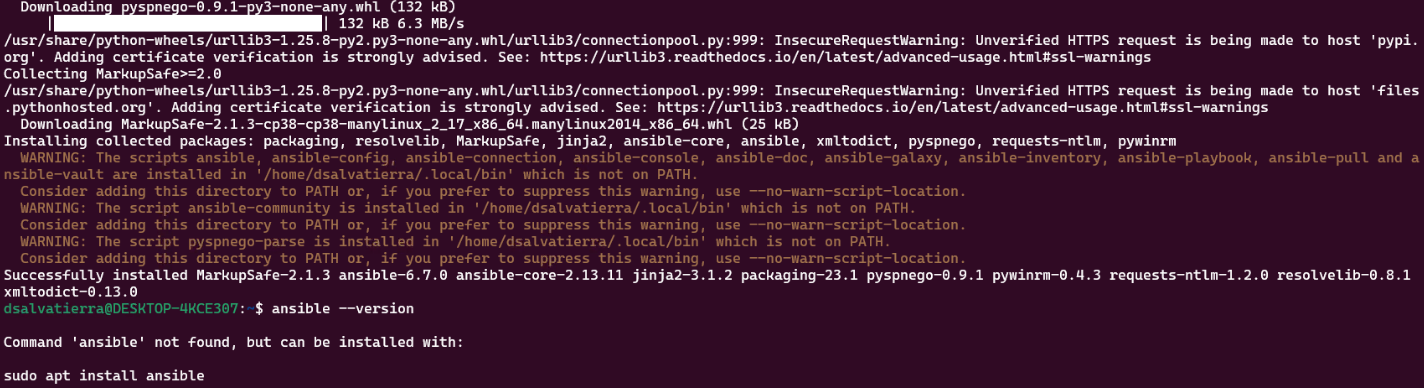 Downloading pyspnego-0.9.1-py3-none-any.whl (132 kB)
| | 132 kB 6.3 MB/s
/usr/share/python-wheels/urllib3-1.25.8-py2.py3-none-any.whl/urllib3/connectionpool.py:999: InsecureRequestWarning: Unverified HTTPS request is being made to host 'pypi.
org'. Adding certificate verification is strongly advised. See: https://urllib3.readthedocs.io/en/latest/advanced-usage.html#ssl-warnings
Collecting MarkupSafe>=2.0
/usr/share/python-wheels/urllib3-1.25.8-py2.py3-none-any.whl/urllib3/connectionpool.py:999: InsecureRequestWarning: Unverified HTTPS request is being made to host 'files
.pythonhosted.org'. Adding certificate verification is strongly advised. See: https://urllib3.readthedocs.io/en/latest/advanced-usage.html#ssl-warnings
Downloading MarkupSafe-2.1.3-cp38-cp38-manylinux_2_17_x86_64.manylinux2014_x86_64.whl (25 kB)
Installing collected packages: packaging, resolvelib, MarkupSafe, jinja2, ansible-core, ansible, xmltodict, pyspnego, requests-ntlm, pywinrm
WARNING: The scripts ansible, ansible-config, ansible-connection, ansible-console, ansible-doc, ansible-galaxy, ansible-inventory, ansible-playbook, ansible-pull and a
nsible-vault are installed in '/home/dsalvatierra/.local/bin' which is not on PATH.
Consider adding this directory to PATH or, if you prefer to suppress this warning, use --no-warn-script-location.
WARNING: The script ansible-community is installed in '/home/dsalvatierra/.local/bin' which is not on PATH.
Consider adding this directory to PATH or, if you prefer to suppress this warning, use --no-warn-script-location.
WARNING: The script pyspnego-parse is installed in '/home/dsalvatierra/.local/bin' which is not on PATH.
Consider adding this directory to PATH or, if you prefer to suppress this warning, use --no-warn-script-location.
Successfully installed MarkupSafe-2.1.3 ansible-6.7.0 ansible-core-2.13.11 jinja2-3.1.2 packaging-23.1 pyspnego-0.9.1 pywinrm-0.4.3 requests-ntlm-1.2.0 resolvelib-0.8.1
xmltodict-0.13.0
dsalvatierra@DESKTOP-4KCE307:~$ ansible --version
Command 'ansible' not found, but can be installed with:
sudo apt install ansible